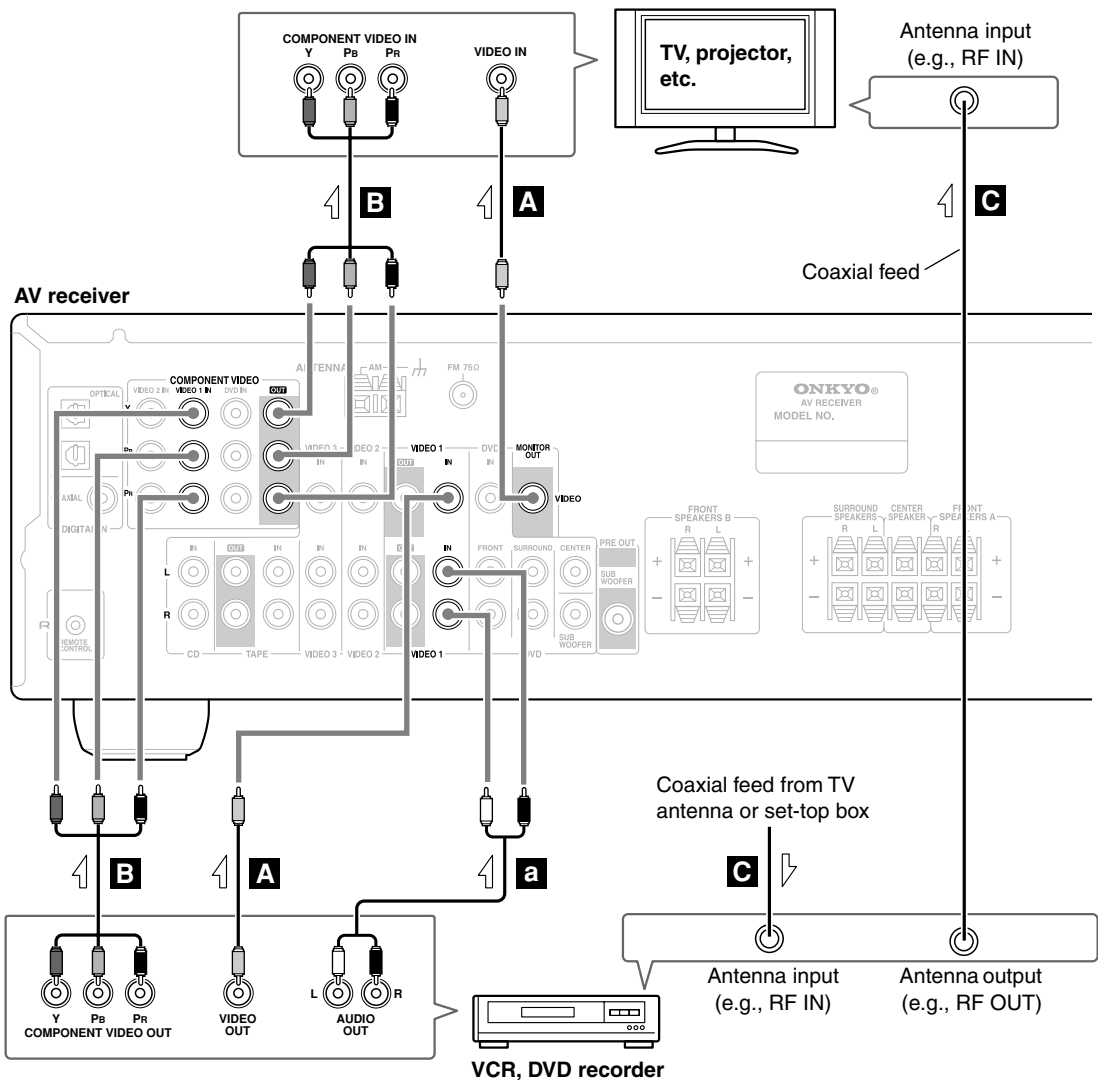 COMPONENT VIDEO IN
Y PB PR
VIDEO IN
TV, projector,
etc.
Antenna input
(e.g., RF IN)
B
A
C
Coaxial feed
AV receiver
ANTENNA
AM
FM 75Ω
COMPONENT VIDEO
OPTICAL
VIDEO 2 IN
VIDEO 1 IN
DVD IN
OUT
Y
PB
PR
COAXIAL
DIGITAL IN
VIDEO 3
VIDEO 2
VIDEO 1
DVD
MONITOR
OUT
IN
IN
OUT
IN
IN
VIDEO
ONKYO®
AV RECEIVER
MODEL NO.
FRONT
SPEAKERS B
R L
+ +
– –
SURROUND
SPEAKERS
R L
CENTER
SPEAKER
FRONT
SPEAKERS A
R L
+ +
– –
IN OUT IN IN IN OUT IN FRONT SURROUND CENTER
PRE OUT
L
R
SUB
WOOFER
SUB
WOOFER
REMOTE
CONTROL
CD TAPE VIDEO 3 VIDEO 2 VIDEO 1 DVD
Coaxial feed from TV
antenna or set-top box
B
A
a
C
Y PB PR
COMPONENT VIDEO OUT
VIDEO
OUT
L R
AUDIO
OUT
Antenna input
(e.g., RF IN)
Antenna output
(e.g., RF OUT)
VCR, DVD recorder